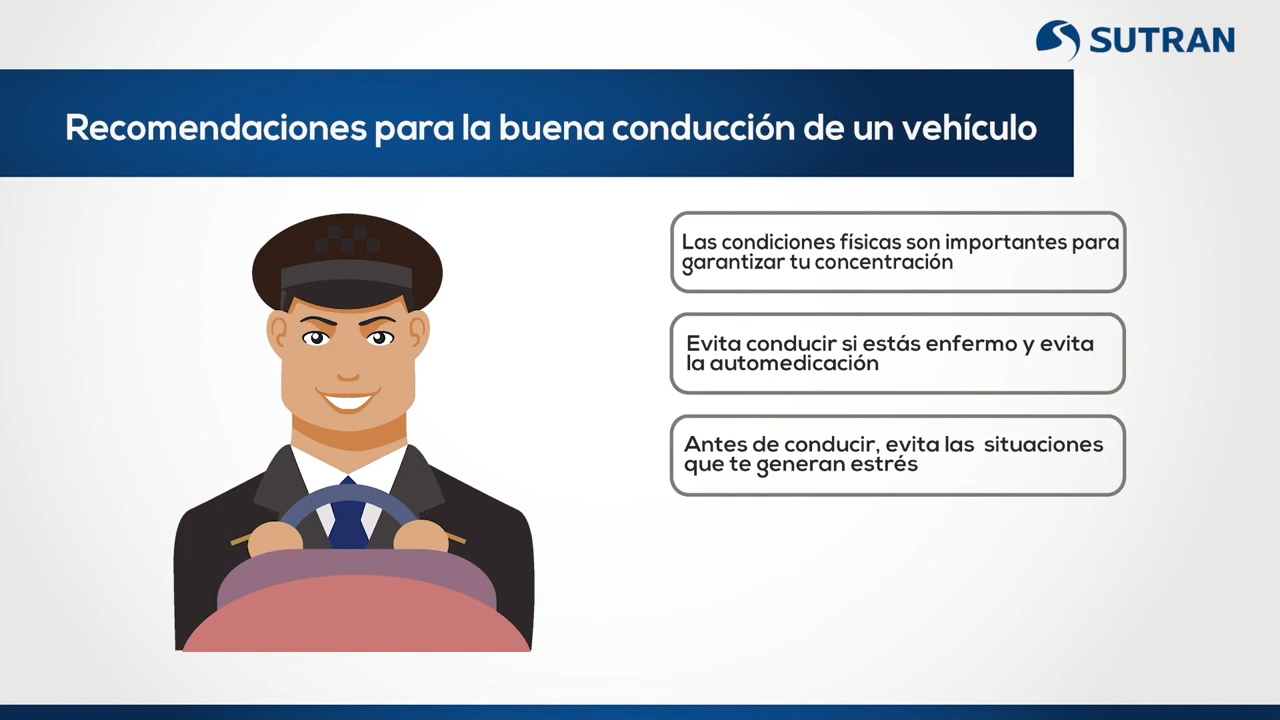 SUTRAN
Recomendaciones para la buena conducción de un vehículo
Las condiciones físicas son importantes para
garantizar tu concentración
Evita conducir si estás enfermo y evita
la automedicación
Antes de conducir, evita las situaciones
que te generan estrés